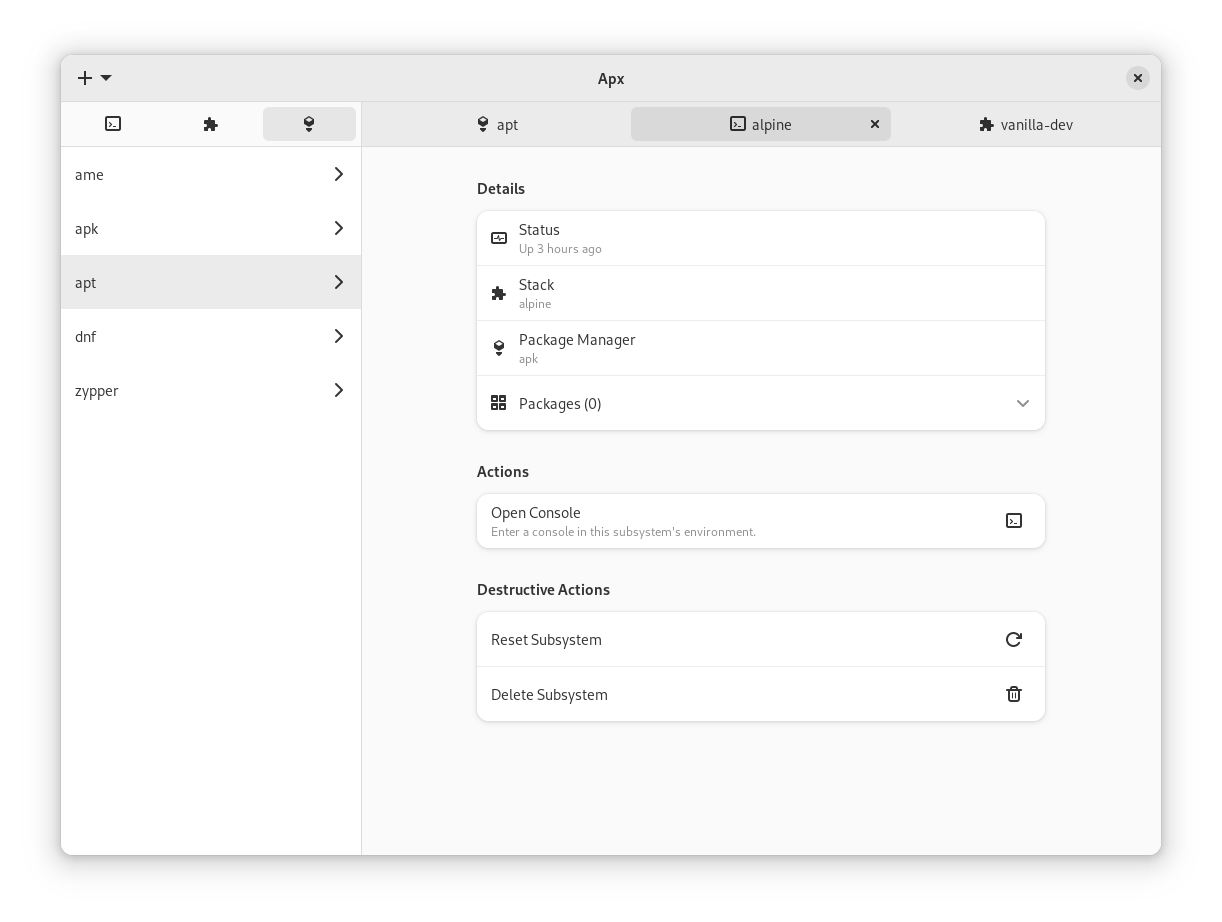 Apx
apt
alpine
vanilla-dev
ame
apk
apt
dnf
zypper
Details
Status
Up 3 hours ago
Stack
alpine
Package Manager
apk
Packages (0)
Actions
Open Console
Enter a console in this subsystem's environment.
Destructive Actions
Reset Subsystem
Delete Subsystem